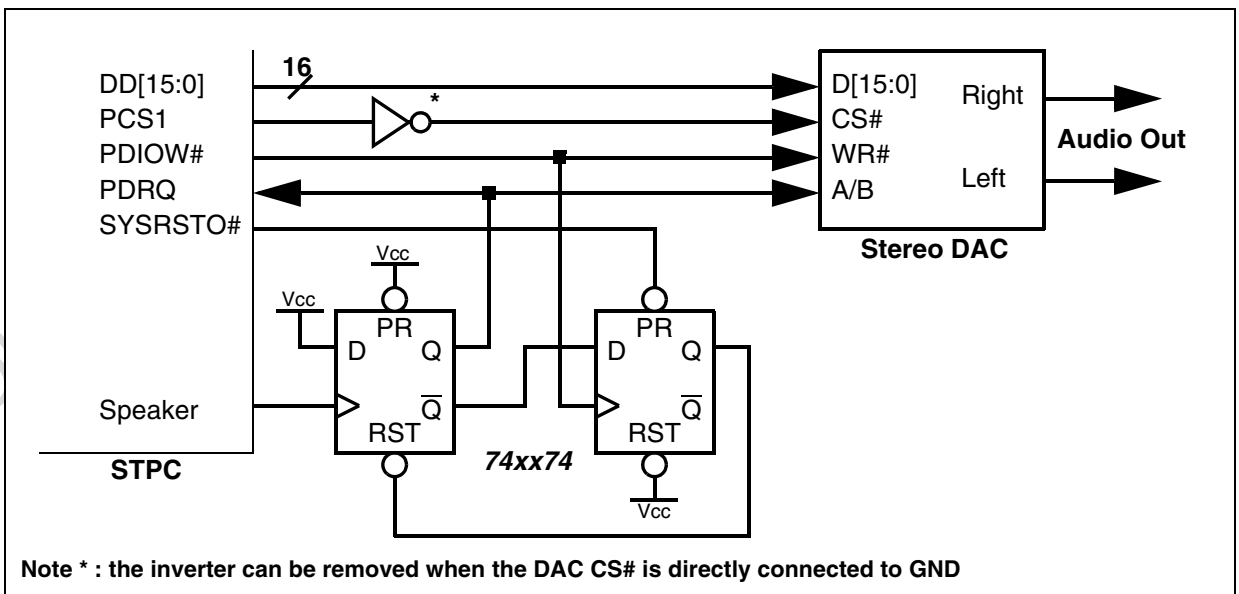 16
DD[15:0]
PCS1
*
PDIOW#
PDRQ
SYSRSTO#
D[15:0]
CS#
WR#
A/B
Right
Left
Audio Out
Stereo DAC
Vcc
Vcc
PR
D
Q
Q̅
RST
PR
D
Q
Q̅
RST
Vcc
74xx74
Speaker
STPC
Note * : the inverter can be removed when the DAC CS# is directly connected to GND